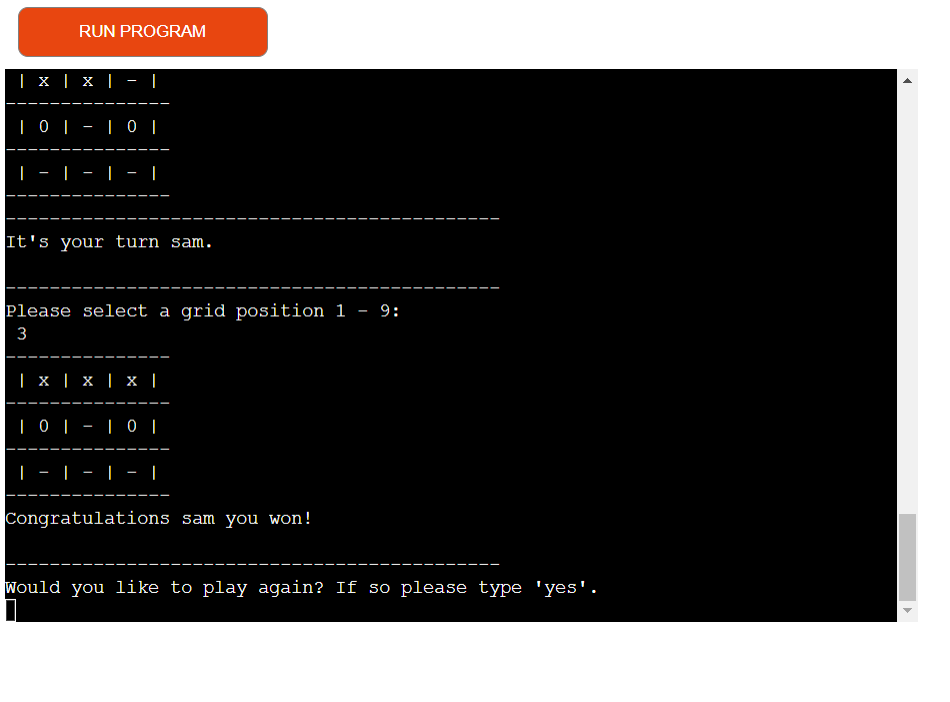 RUN PROGRAM
| x | x | - |
---------------
| 0 | - | 0 |
---------------
| - | - | - |
---------------
---------------------------------------------
It's your turn sam.
---------------------------------------------
Please select a grid position 1 - 9:
3
---------------
| x | x | x |
---------------
| 0 | - | 0 |
---------------
| - | - | - |
---------------
Congratulations sam you won!
---------------------------------------------
Would you like to play again? If so please type 'yes'.